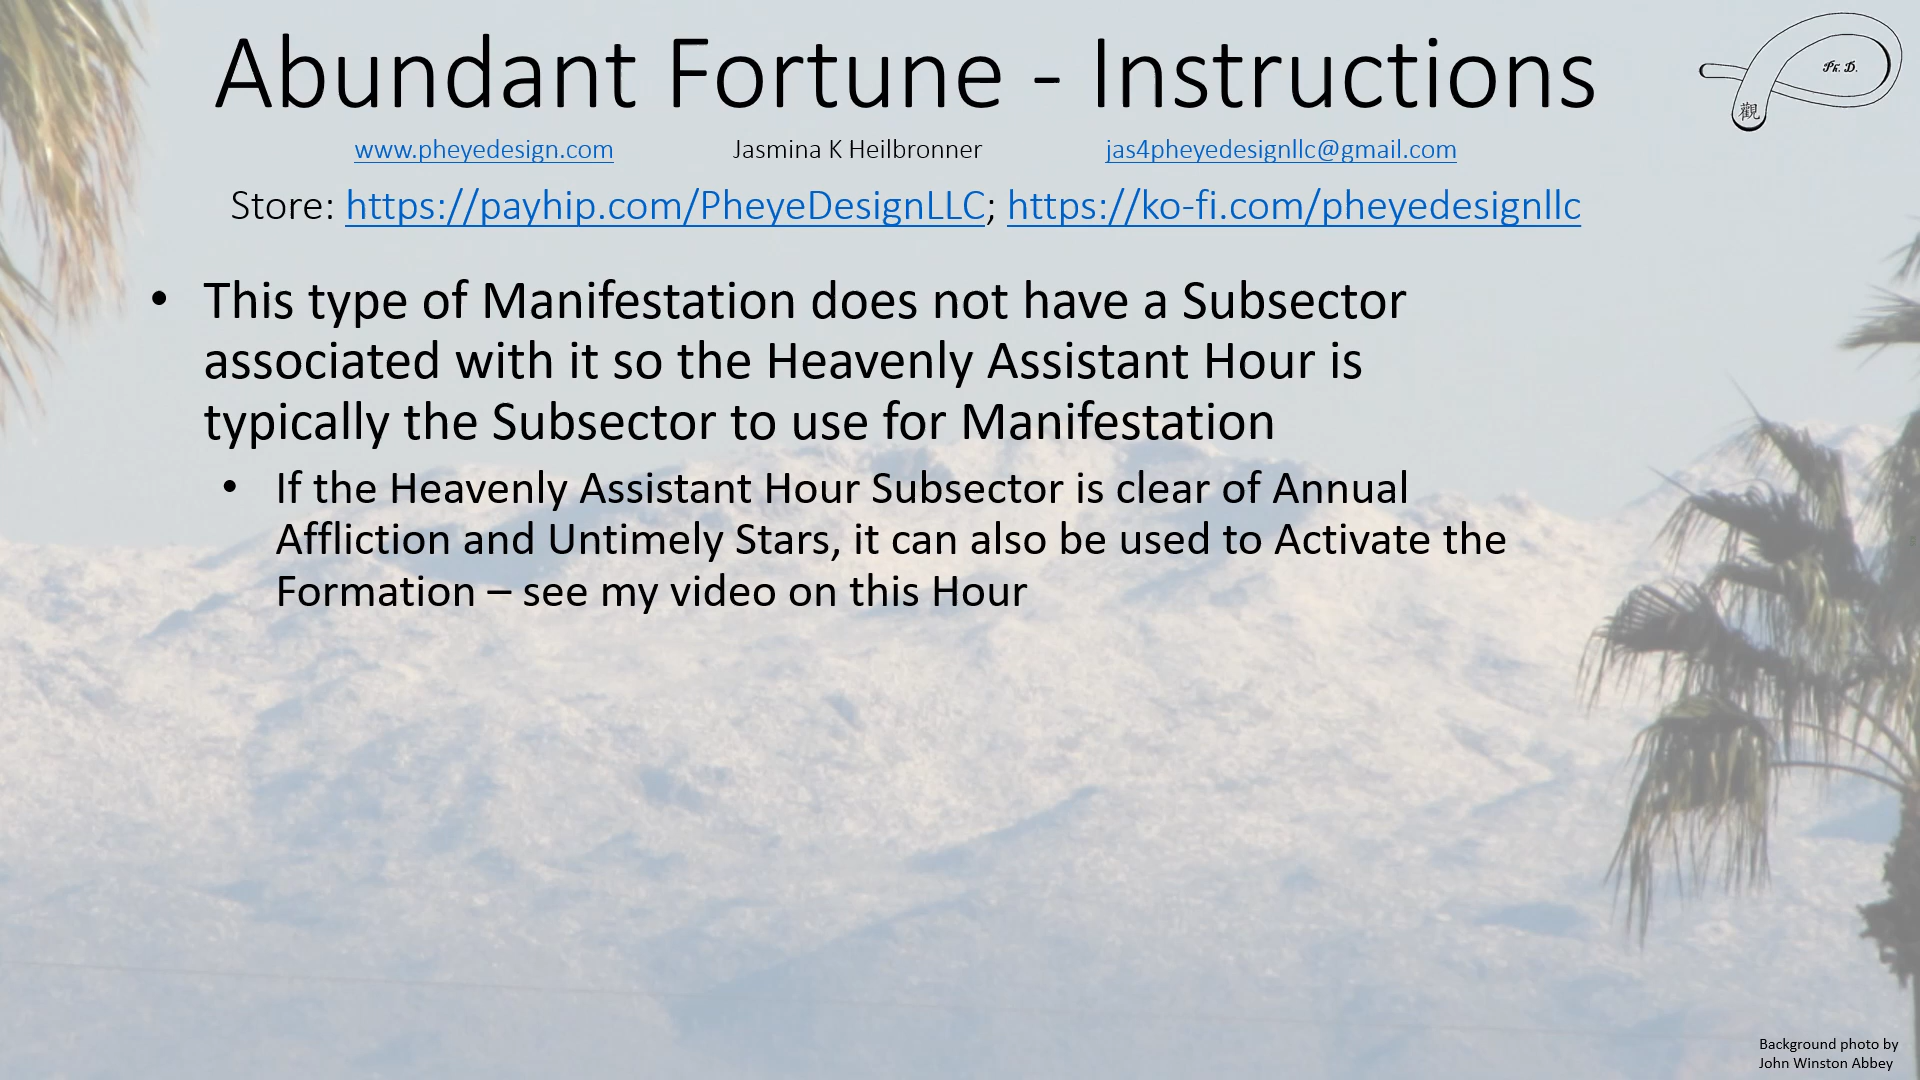 Abundant Fortune - Instructions
Ph. D.
觀
www.pheyedesign.com Jasmina K Heilbronner jas4pheyedesignllc@gmail.com
Store: https://payhip.com/PheyeDesignLLC; https://ko-fi.com/pheyedesignllc
• This type of Manifestation does not have a Subsector
associated with it so the Heavenly Assistant Hour is
typically the Subsector to use for Manifestation
• If the Heavenly Assistant Hour Subsector is clear of Annual
Affliction and Untimely Stars, it can also be used to Activate the
Formation – see my video on this Hour
Background photo by
John Winston Abbey